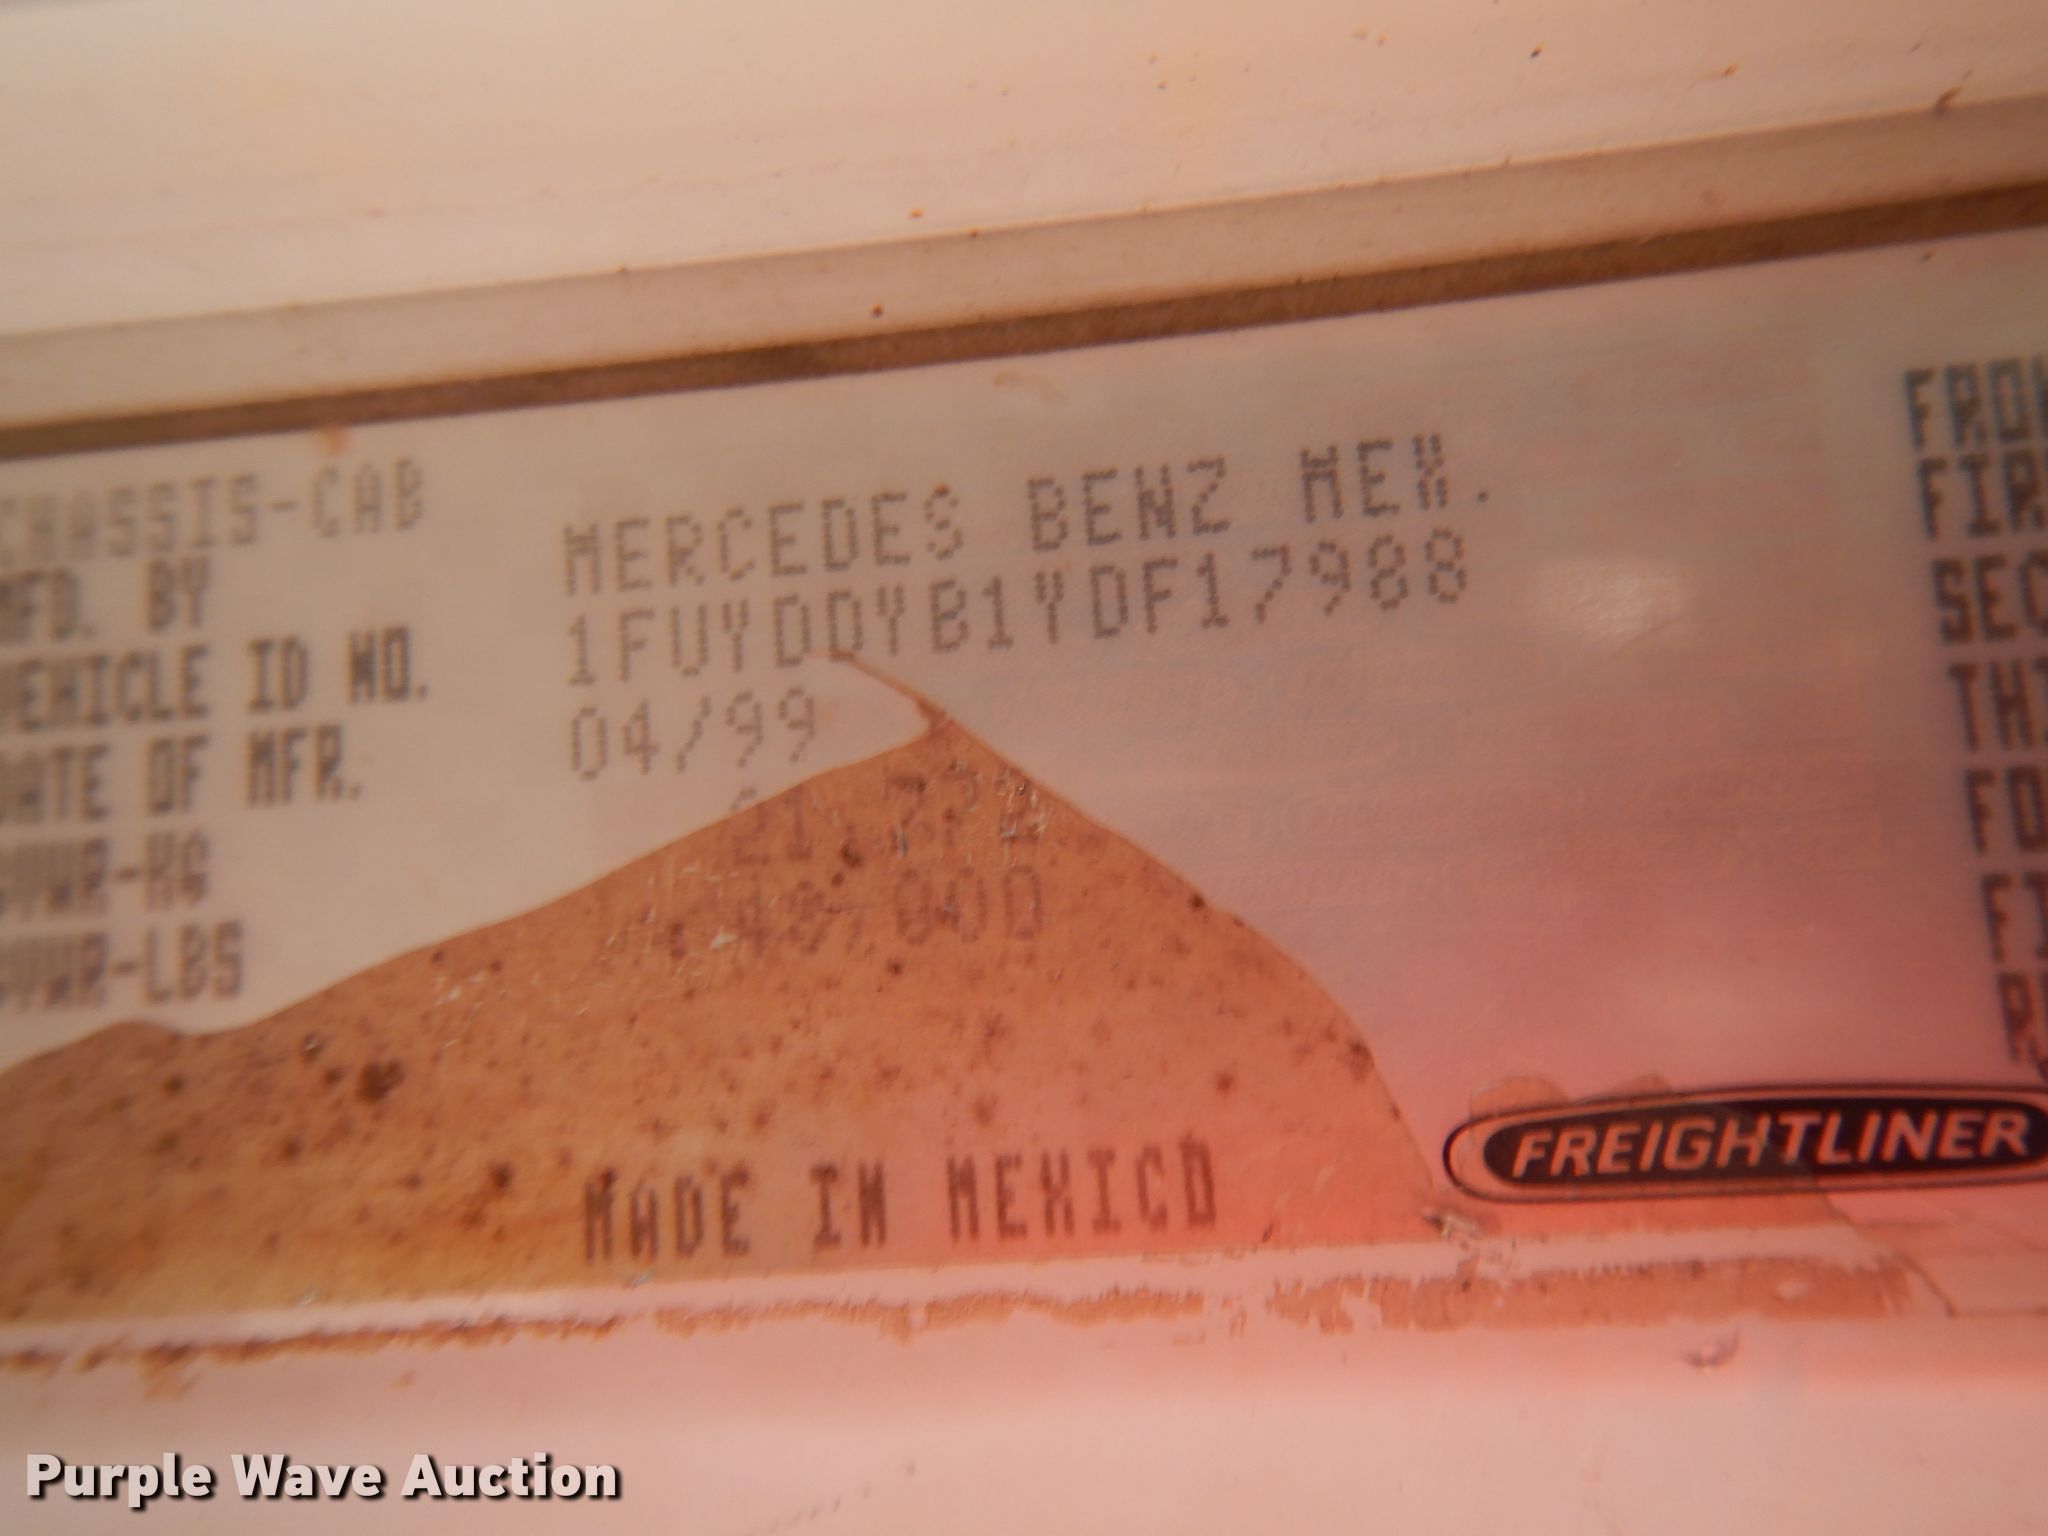 CHASSIS-CAB
MFD. BY MERCEDES BENZ MEX.
VEHICLE ID NO. 1FUYDDYB1YDF17988
DATE OF MFR. 04/99
GVWR-KG
GVWR-LBS
MADE IN MEXICO
FREIGHTLINER
Purple Wave Auction